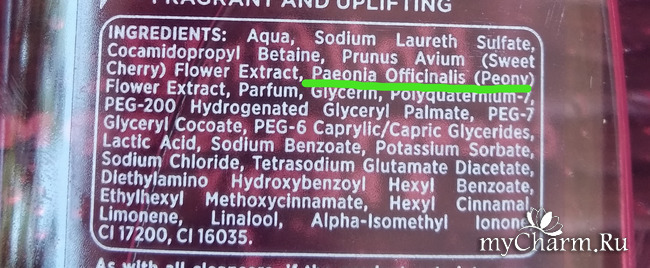 FRAGRANT AND UPLIFTING
INGREDIENTS: Aqua, Sodium Laureth Sulfate,
Cocamidopropyl Betaine, Prunus Avium (Sweet
Cherry) Flower Extract, Paeonia Officinalis (Peony)
Flower Extract, Parfum, Glycerin, Polyquaternium-7,
PEG-200 Hydrogenated Glyceryl Palmate, PEG-7
Glyceryl Cocoate, PEG-6 Caprylic/Capric Glycerides,
Lactic Acid, Sodium Benzoate, Potassium Sorbate,
Sodium Chloride, Tetrasodium Glutamate Diacetate,
Diethylamino Hydroxybenzoyl Hexyl Benzoate,
Ethylhexyl Methoxycinnamate, Hexyl Cinnamal,
Limonene, Linalool, Alpha-Isomethyl Ionone
CI 17200, CI 16035.
myCharm.Ru
As with all cleansers, if the